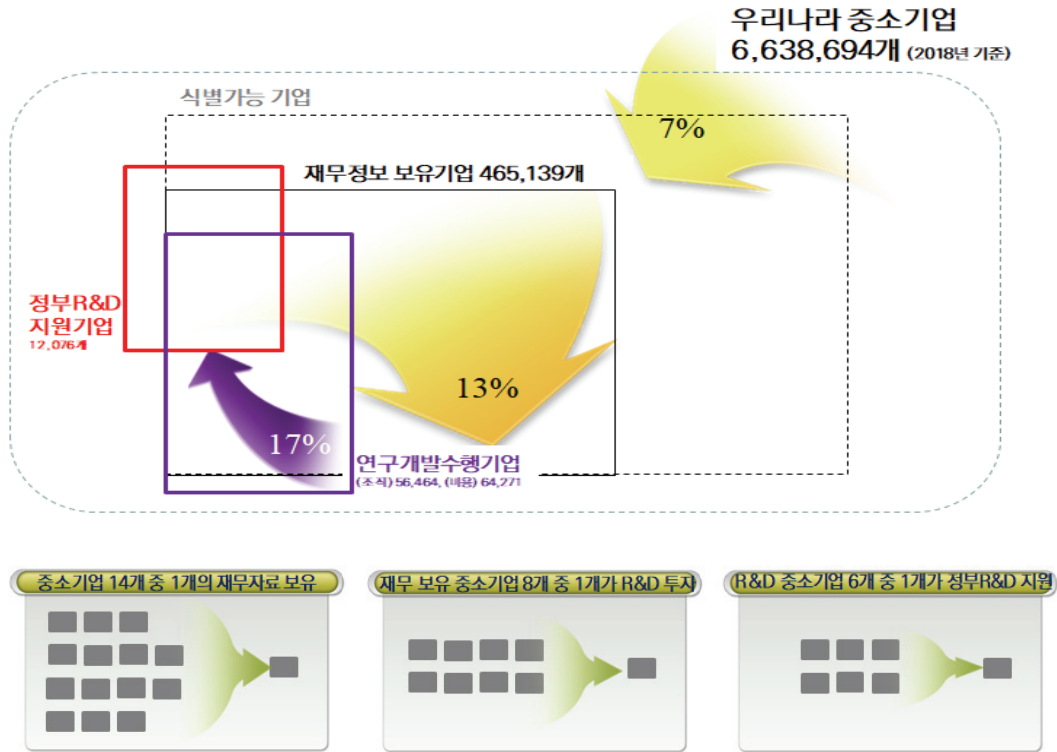 우리나라 중소기업
6,638,694개 (2018년 기준)
식별가능 기업
7%
재무정보 보유기업 465,139개
정부R&D
지원기업
12,076개
13%
17%
연구개발수행기업
(조직) 56,464, (비용) 64,271
중소기업 14개 중 1개의 재무자료 보유
재무 보유 중소기업 8개 중 1개가 R&D 투자
R&D 중소기업 6개 중 1개가 정부R&D 지원